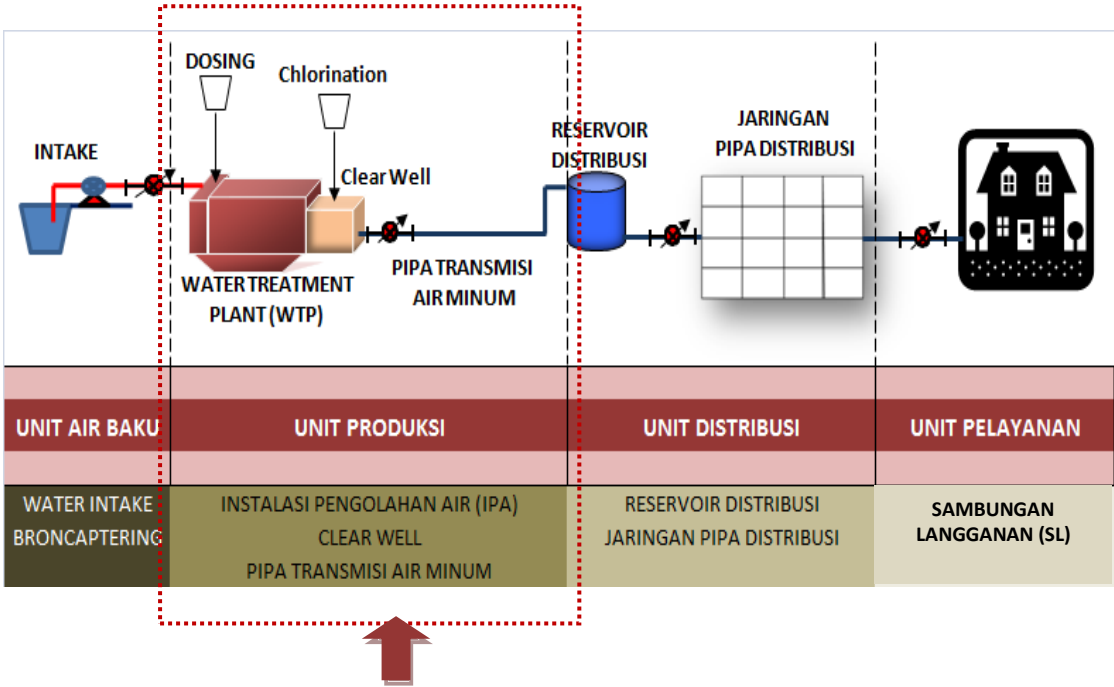 DOSING
Chlorination
INTAKE
Clear Well
WATER TREATMENT
PLANT (WTP)
PIPA TRANSMISI
AIR MINUM
RESERVOIR
DISTRIBUSI
JARINGAN
PIPA DISTRIBUSI
UNIT AIR BAKU
UNIT PRODUKSI
UNIT DISTRIBUSI
UNIT PELAYANAN
WATER INTAKE
BRONCAPTERING
INSTALASI PENGOLAHAN AIR (IPA)
CLEAR WELL
PIPA TRANSMISI AIR MINUM
RESERVOIR DISTRIBUSI
JARINGAN PIPA DISTRIBUSI
SAMBUNGAN
LANGGANAN (SL)